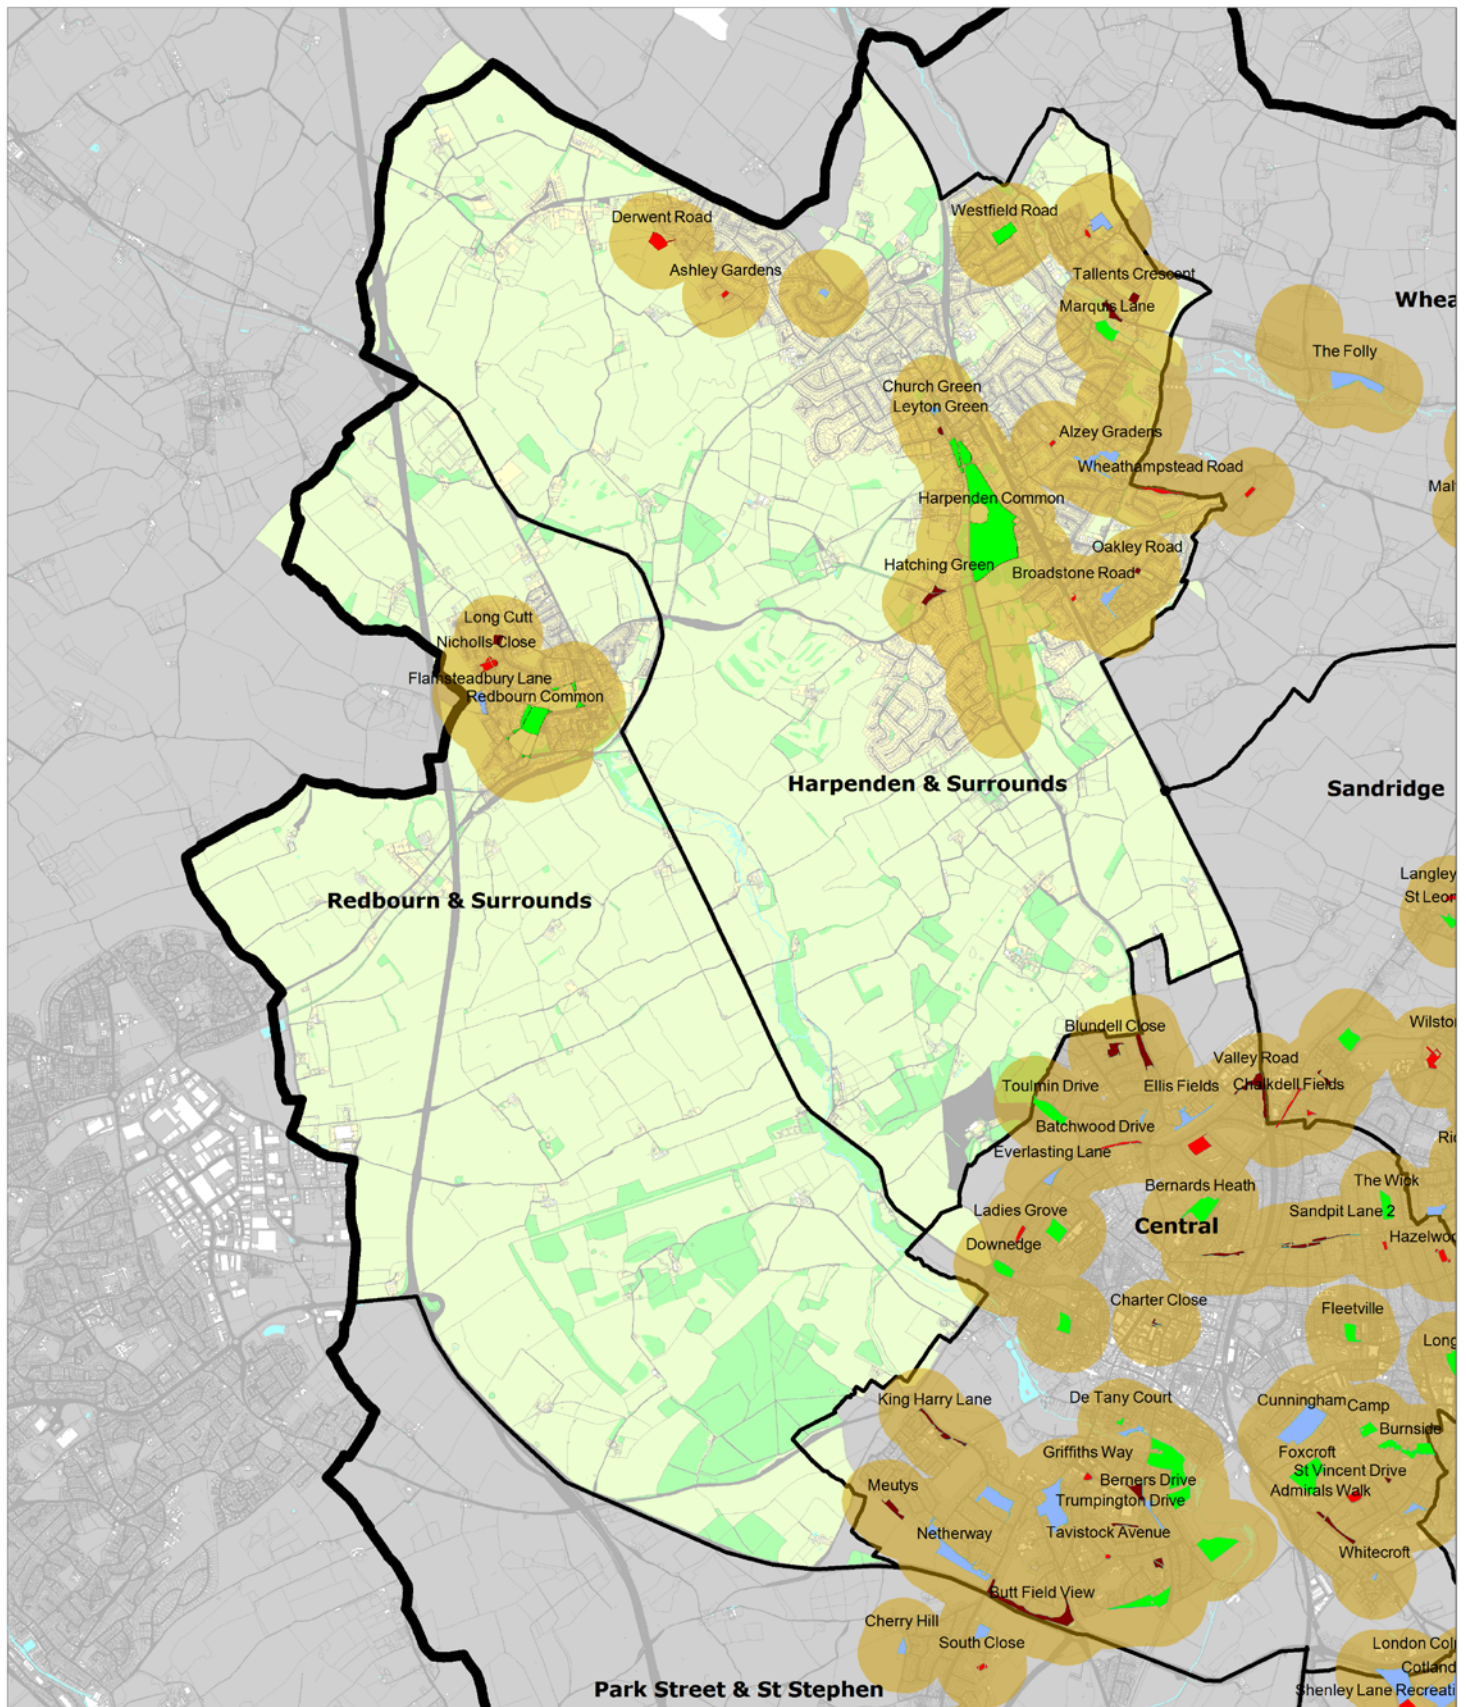 Derwent Road
Westfield Road
Ashley Gardens
Tallents Crescent
Marquis Lane
Whea
The Folly
Church Green
Leyton Green
Alzey Gradens
Wheathampstead Road
Mal
Harpenden Common
Oakley Road
Hatching Green
Broadstone Road
Long Cutt
Nicholls Close
Flamsteadbury Lane
Redbourn Common
Harpenden & Surrounds
Sandridge
Langley
St Leon
Redbourn & Surrounds
Blundell Close
Wilsto
Valley Road
Toulmin Drive
Ellis Fields
Chalkdell Fields
Batchwood Drive
Everlasting Lane
Ric
Bernards Heath
The Wick
Ladies Grove
Sandpit Lane 2
Central
Downedge
Hazelwoo
Charter Close
Fleetville
Long
King Harry Lane
De Tany Court
Cunningham
Camp
Burnside
Griffiths Way
Foxcroft
Berners Drive
St Vincent Drive
Meutys
Trumpington Drive
Admirals Walk
Netherway
Tavistock Avenue
Whitecroft
Butt Field View
Cherry Hill
South Close
London Col
Cotland
Park Street & St Stephen
Shenley Lane Recreati